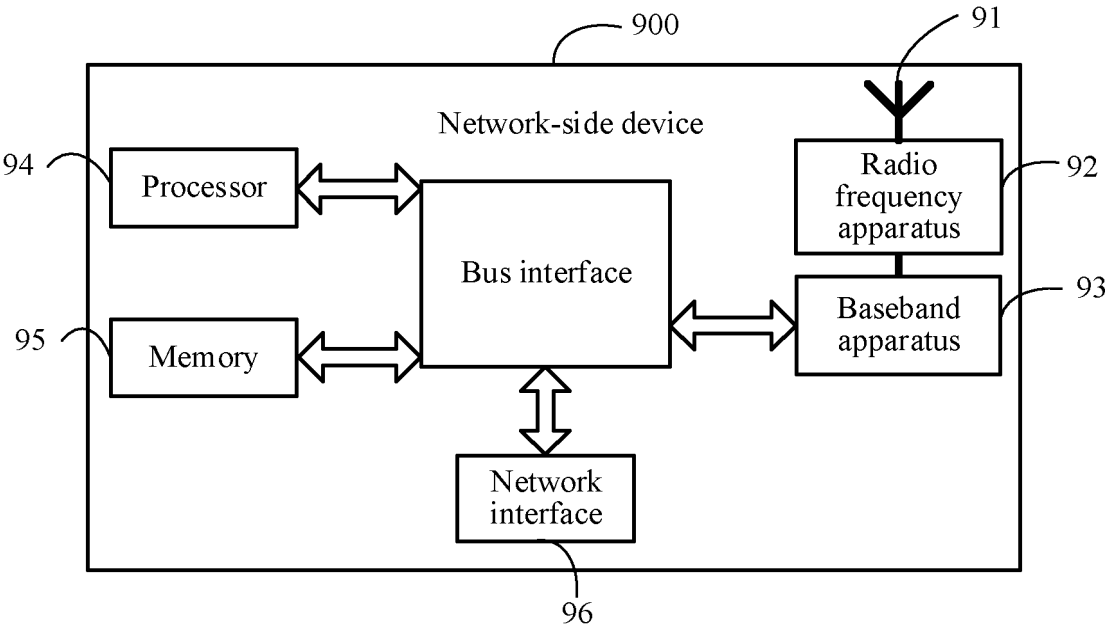 900
91
Network-side device
94
Processor
Radio
frequency
apparatus
92
Bus interface
93
Baseband
apparatus
95
Memory
Network
interface
96